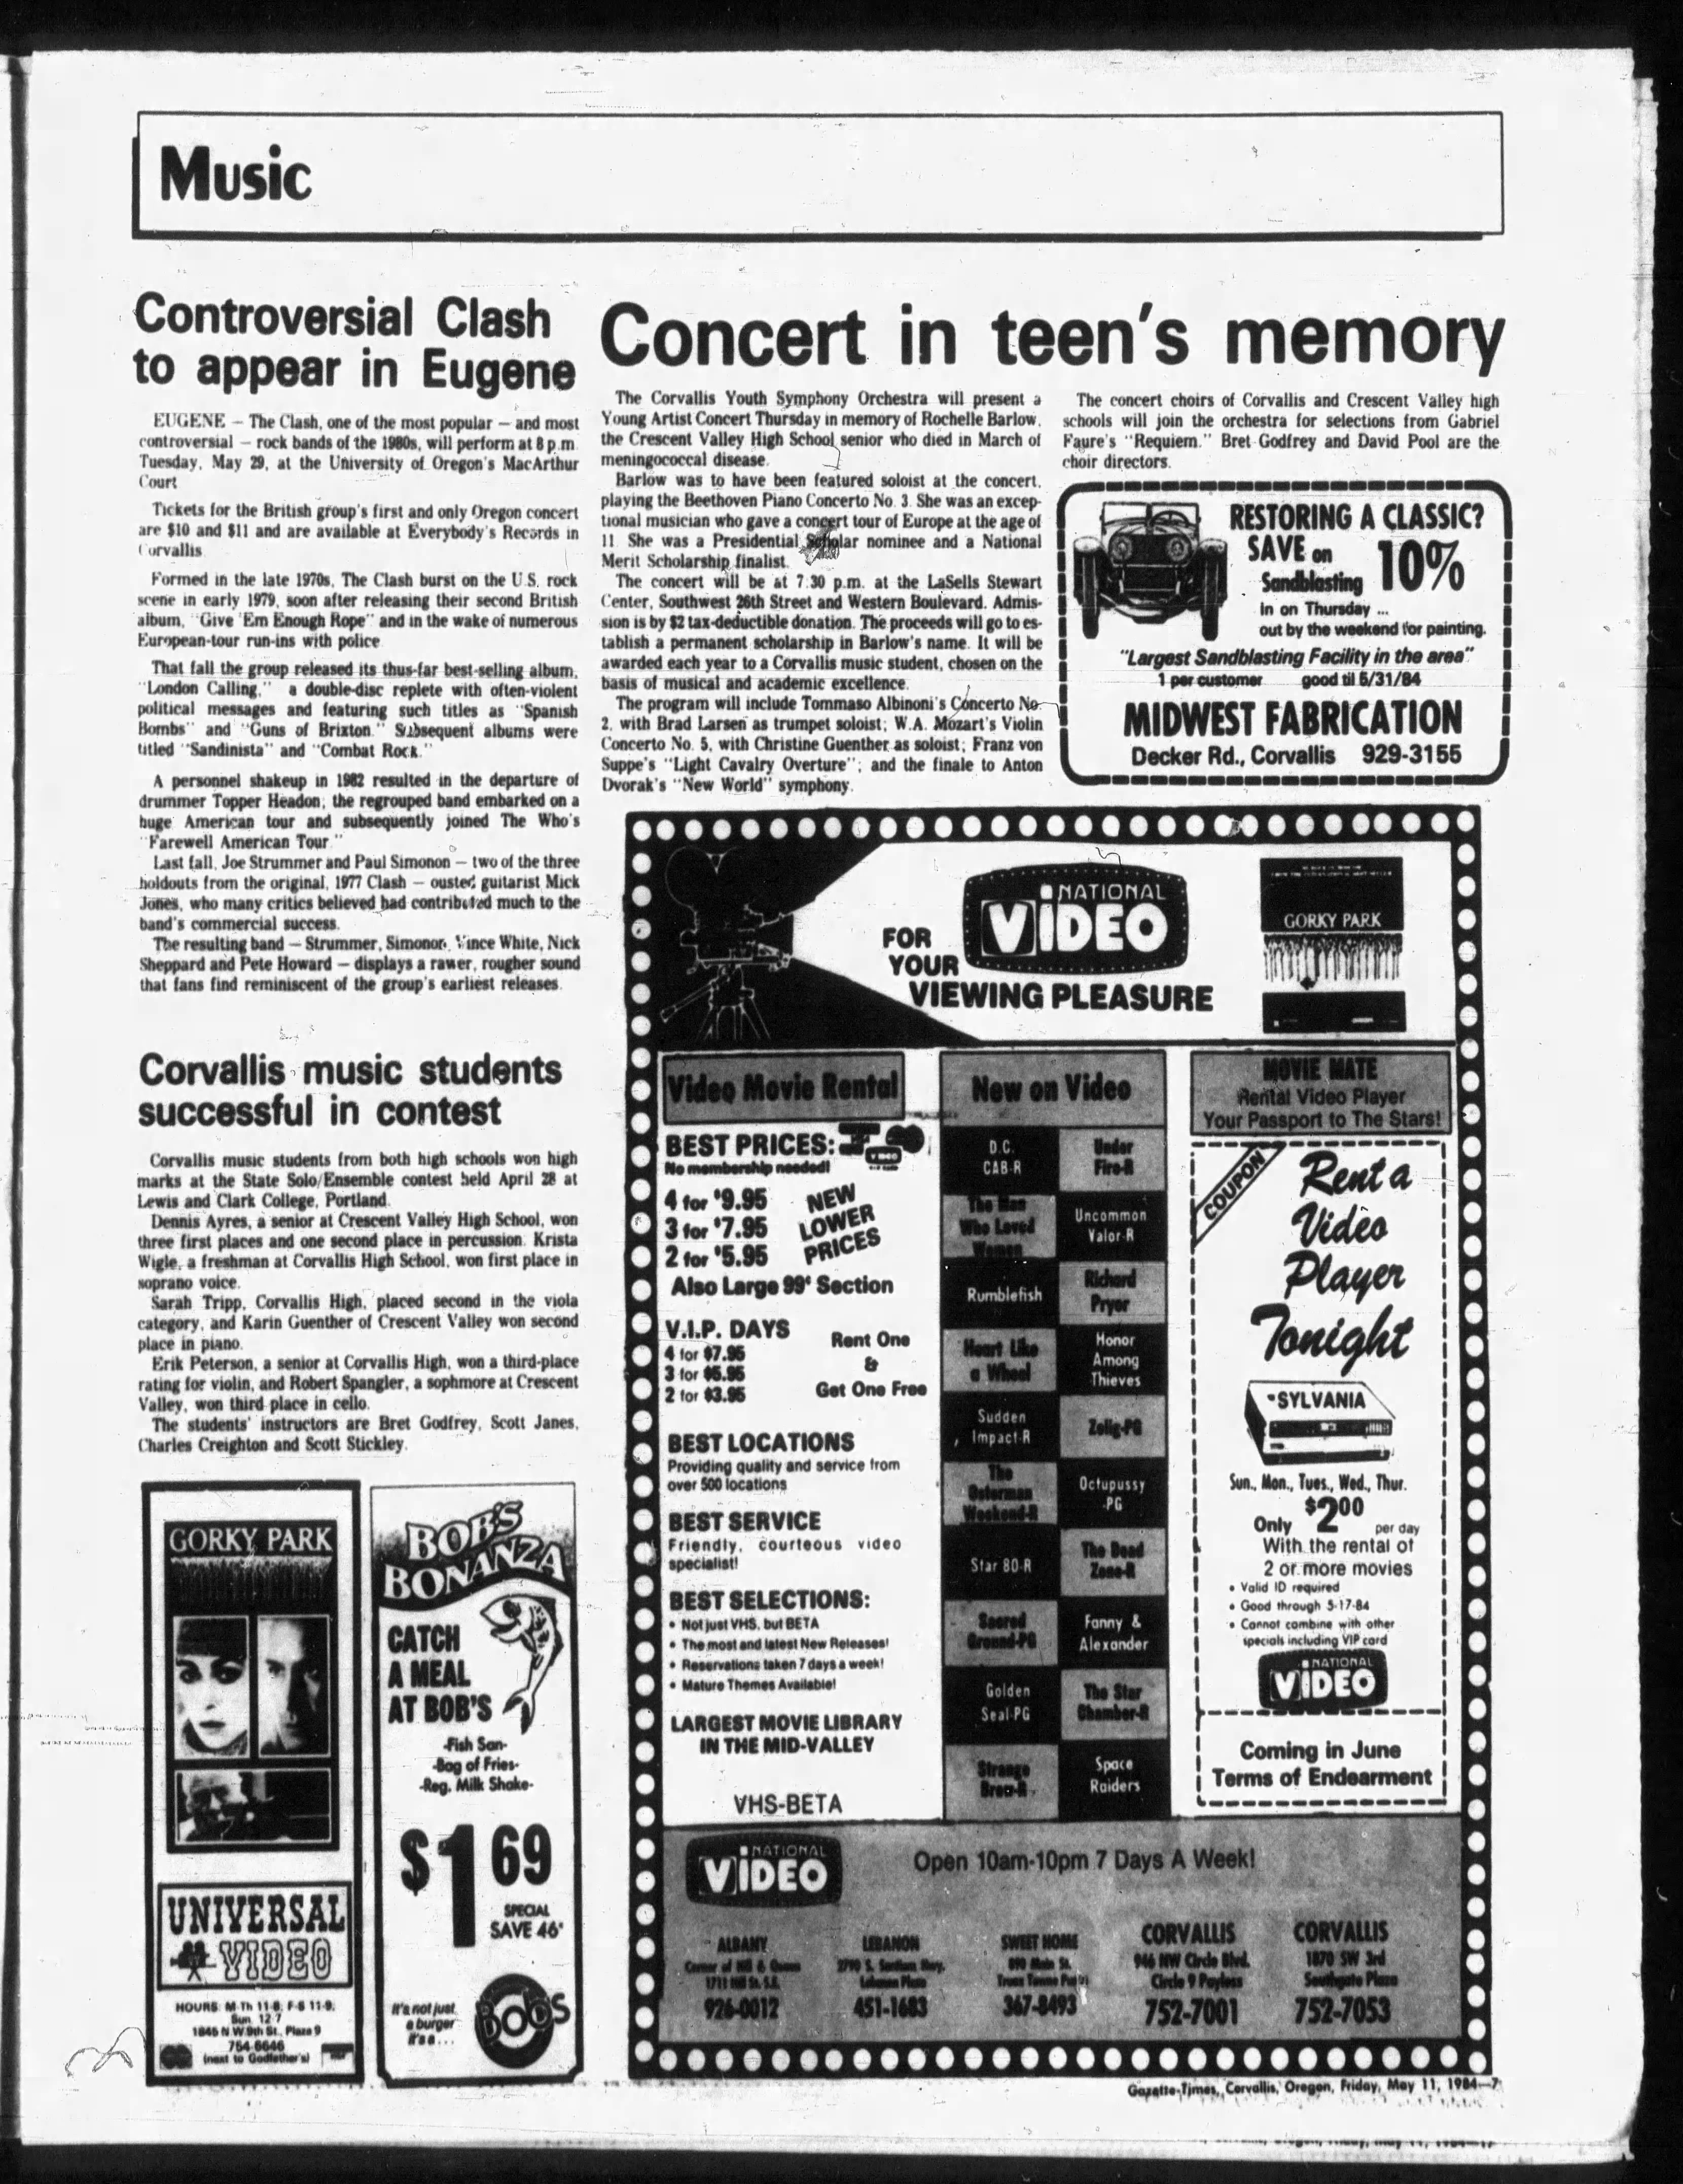 Music
Controversial Clash
to appear in Eugene
EUGENE — The Clash, one of the most popular — and most
controversial — rock bands of the 1980s, will perform at 8 p.m.
Tuesday, May 29, at the University of Oregon's MacArthur
Court
Tickets for the British group's first and only Oregon concert
are $10 and $11 and are available at Everybody's Records in
Corvallis
Formed in the late 1970s, The Clash burst on the U.S. rock
scene in early 1979, soon after releasing their second British
album, "Give 'Em Enough Rope" and in the wake of numerous
European-tour run-ins with police
That fall the group released its thus-far best-selling album,
"London Calling," a double-disc replete with often-violent
political messages and featuring such titles as "Spanish
Bombs" and "Guns of Brixton." Subsequent albums were
titled "Sandinista" and "Combat Rock."
A personnel shakeup in 1982 resulted in the departure of
drummer Topper Headon; the regrouped band embarked on a
huge American tour and subsequently joined The Who's
"Farewell American Tour."
Last fall, Joe Strummer and Paul Simonon — two of the three
holdouts from the original, 1977 Clash — ousted guitarist Mick
Jones, who many critics believed had contributed much to the
band's commercial success.
The resulting band — Strummer, Simonon, Vince White, Nick
Sheppard and Pete Howard — displays a rawer, rougher sound
that fans find reminiscent of the group's earliest releases.
Corvallis music students
successful in contest
Corvallis music students from both high schools won high
marks at the State Solo/Ensemble contest held April 28 at
Lewis and Clark College, Portland.
Dennis Ayres, a senior at Crescent Valley High School, won
three first places and one second place in percussion. Krista
Wigle, a freshman at Corvallis High School, won first place in
soprano voice.
Sarah Tripp, Corvallis High, placed second in the viola
category, and Karin Guenther of Crescent Valley won second
place in piano.
Erik Peterson, a senior at Corvallis High, won a third-place
rating for violin, and Robert Spangler, a sophmore at Crescent
Valley, won third place in cello.
The students' instructors are Bret Godfrey, Scott Janes,
Charles Creighton and Scott Stickley.
Concert in teen's memory
The Corvallis Youth Symphony Orchestra will present a
Young Artist Concert Thursday in memory of Rochelle Barlow,
the Crescent Valley High School senior who died in March of
meningococcal disease.
Barlow was to have been featured soloist at the concert,
playing the Beethoven Piano Concerto No. 3. She was an excep-
tional musician who gave a concert tour of Europe at the age of
11. She was a Presidential Scholar nominee and a National
Merit Scholarship finalist.
The concert will be at 7:30 p.m. at the LaSells Stewart
Center, Southwest 26th Street and Western Boulevard. Admis-
sion is by $2 tax-deductible donation. The proceeds will go to es-
tablish a permanent scholarship in Barlow's name. It will be
awarded each year to a Corvallis music student, chosen on the
basis of musical and academic excellence.
The program will include Tommaso Albinoni's Concerto No.
2, with Brad Larsen as trumpet soloist; W.A. Mozart's Violin
Concerto No. 5, with Christine Guenther as soloist; Franz von
Suppe's "Light Cavalry Overture"; and the finale to Anton
Dvorak's "New World" symphony.
The concert choirs of Corvallis and Crescent Valley high
schools will join the orchestra for selections from Gabriel
Faure's "Requiem." Bret Godfrey and David Pool are the
choir directors.
RESTORING A CLASSIC?
SAVE on
Sandblasting 10%
In on Thursday ...
out by the weekend for painting.
"Largest Sandblasting Facility in the area"
1 per customer good til 5/31/84
MIDWEST FABRICATION
Decker Rd., Corvallis 929-3155
NATIONAL
VIDEO
FOR
YOUR
VIEWING PLEASURE
GORKY PARK
Video Movie Rental
BEST PRICES:
No membership needed!
4 for $9.95
3 for $7.95
2 for $5.95
NEW
LOWER
PRICES
Also Large 99¢ Section
V.I.P. DAYS
4 for $7.95
3 for $5.95
2 for $3.95
Rent One
&
Get One Free
BEST LOCATIONS
Providing quality and service from
over 500 locations
BEST SERVICE
Friendly, courteous video
specialist!
BEST SELECTIONS:
• Not just VHS, but BETA
• The most and latest New Releases!
• Reservations taken 7 days a week!
• Mature Themes Available!
LARGEST MOVIE LIBRARY
IN THE MID-VALLEY
VHS-BETA
New on Video
D.C.
CAB-R
Under
Fire-R
The Man
Who Loved
Women
Uncommon
Valor-R
Rumblefish
Richard
Pryor
Heart Like
a Wheel
Honor
Among
Thieves
Sudden
Impact-R
Zelig-PG
The
Osterman
Weekend-R
Octupussy
-PG
Star 80-R
The Dead
Zone-R
Sacred
Ground-PG
Fanny &
Alexander
Golden
Seal-PG
The Star
Chamber-R
Strange
Brew-R
Space
Raiders
MOVIE MATE
Rental Video Player
Your Passport to The Stars!
COUPON
Rent a
Video
Player
Tonight
SYLVANIA
Sun., Mon., Tues., Wed., Thur.
Only $2.00 per day
With the rental of
2 or more movies
• Valid ID required
• Good through 5-17-84
• Cannot combine with other
specials including VIP card
NATIONAL
VIDEO
Coming in June
Terms of Endearment
NATIONAL
VIDEO
Open 10am-10pm 7 Days A Week!
ALBANY
Corner of Hill & Queen
1711 Hill St. S.E.
926-0012
LEBANON
2790 S. Santiam Hwy.
Lebanon Plaza
451-1683
SWEET HOME
890 Main St.
367-8493
CORVALLIS
946 NW Circle Blvd.
Circle 9 Payless
752-7001
CORVALLIS
1870 SW 3rd
Southgate Plaza
752-7053
GORKY PARK
UNIVERSAL
VIDEO
HOURS: M-Th 11-8, F-S 11-9,
Sun. 12-7
1845 N.W. 9th St., Plaza 9
754-6646
(next to Godfather's)
BOB'S
BONANZA
CATCH
A MEAL
AT BOB'S
-Fish San-
-Bag of Fries-
-Reg. Milk Shake-
$1 69
SPECIAL
SAVE 46¢
It's not just
a burger
it's a . . .
BOB'S
Gazette-Times, Corvallis, Oregon, Friday, May 11, 1984—7